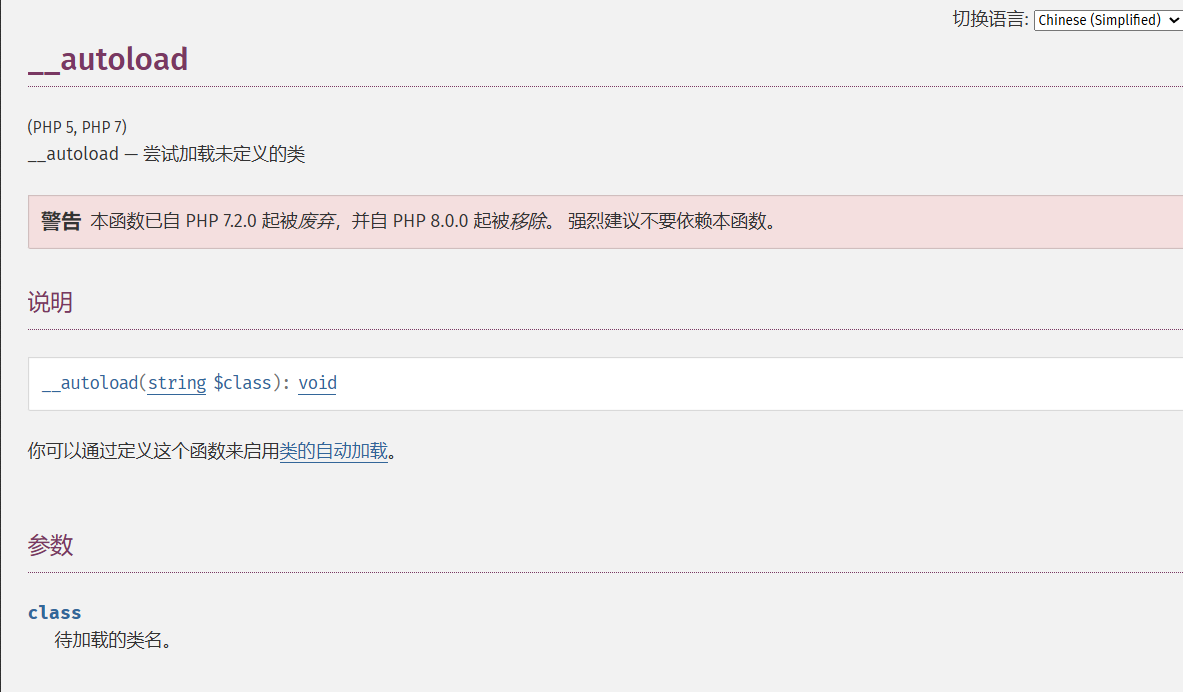 切换语言: Chinese (Simplified)
__autoload
(PHP 5, PHP 7)
__autoload — 尝试加载未定义的类
警告 本函数已自 PHP 7.2.0 起被废弃，并自 PHP 8.0.0 起被移除。 强烈建议不要依赖本函数。
说明
__autoload(string $class): void
你可以通过定义这个函数来启用类的自动加载。
参数
class
待加载的类名。